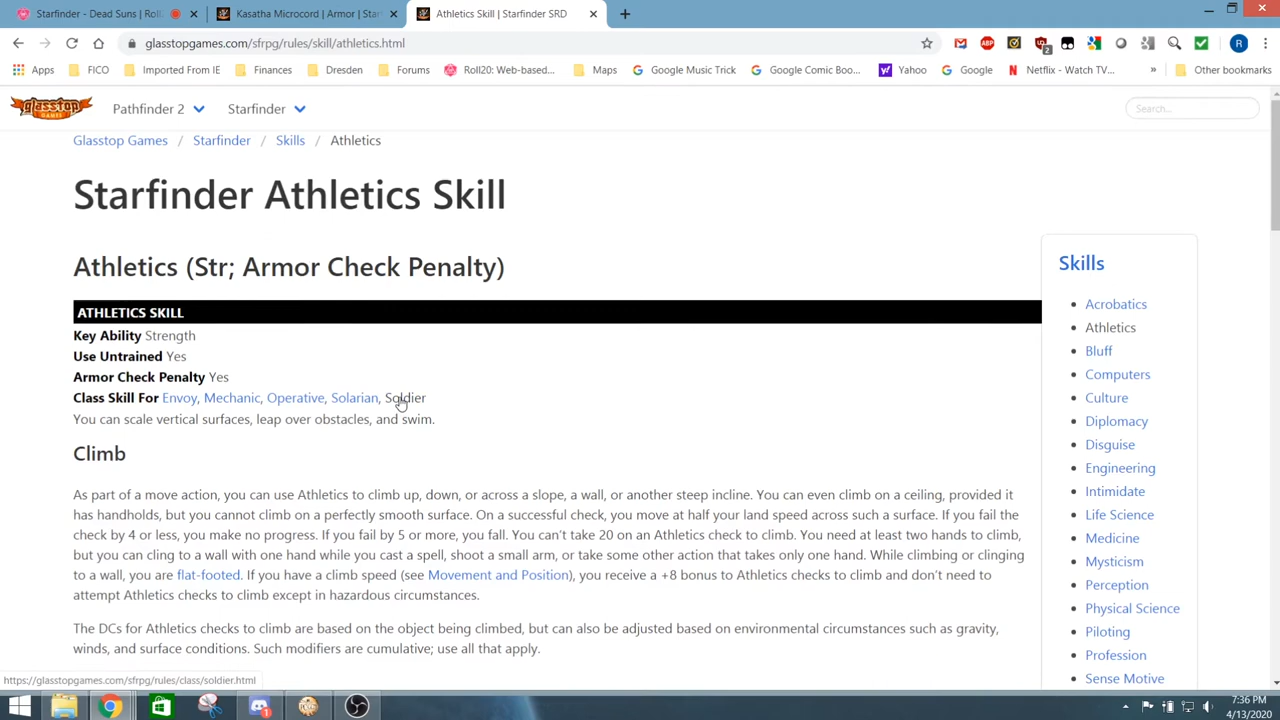 Starfinder - Dead Suns | Roll
Kasatha Microcord | Armor | Star
Athletics Skill | Starfinder SRD
glasstopgames.com/sfrpg/rules/skill/athletics.html
ABP
2
R
Apps FICO Imported From IE Finances Dresden Forums Roll20: Web-based... Maps Google Music Trick Google Comic Boo... Yahoo Google Netflix - Watch TV... » Other bookmarks
glasstop
GAMES
Pathfinder 2 Starfinder Search...
Glasstop Games / Starfinder / Skills / Athletics
Starfinder Athletics Skill
Athletics (Str; Armor Check Penalty)
ATHLETICS SKILL
Key Ability Strength
Use Untrained Yes
Armor Check Penalty Yes
Class Skill For Envoy, Mechanic, Operative, Solarian, Soldier
You can scale vertical surfaces, leap over obstacles, and swim.
Climb
As part of a move action, you can use Athletics to climb up, down, or across a slope, a wall, or another steep incline. You can even climb on a ceiling, provided it
has handholds, but you cannot climb on a perfectly smooth surface. On a successful check, you move at half your land speed across such a surface. If you fail the
check by 4 or less, you make no progress. If you fail by 5 or more, you fall. You can't take 20 on an Athletics check to climb. You need at least two hands to climb,
but you can cling to a wall with one hand while you cast a spell, shoot a small arm, or take some other action that takes only one hand. While climbing or clinging
to a wall, you are flat-footed. If you have a climb speed (see Movement and Position), you receive a +8 bonus to Athletics checks to climb and don't need to
attempt Athletics checks to climb except in hazardous circumstances.
The DCs for Athletics checks to climb are based on the object being climbed, but can also be adjusted based on environmental circumstances such as gravity,
winds, and surface conditions. Such modifiers are cumulative; use all that apply.
Skills
Acrobatics
Athletics
Bluff
Computers
Culture
Diplomacy
Disguise
Engineering
Intimidate
Life Science
Medicine
Mysticism
Perception
Physical Science
Piloting
Profession
Sense Motive
https://glasstopgames.com/sfrpg/rules/class/soldier.html
7:36 PM
4/13/2020